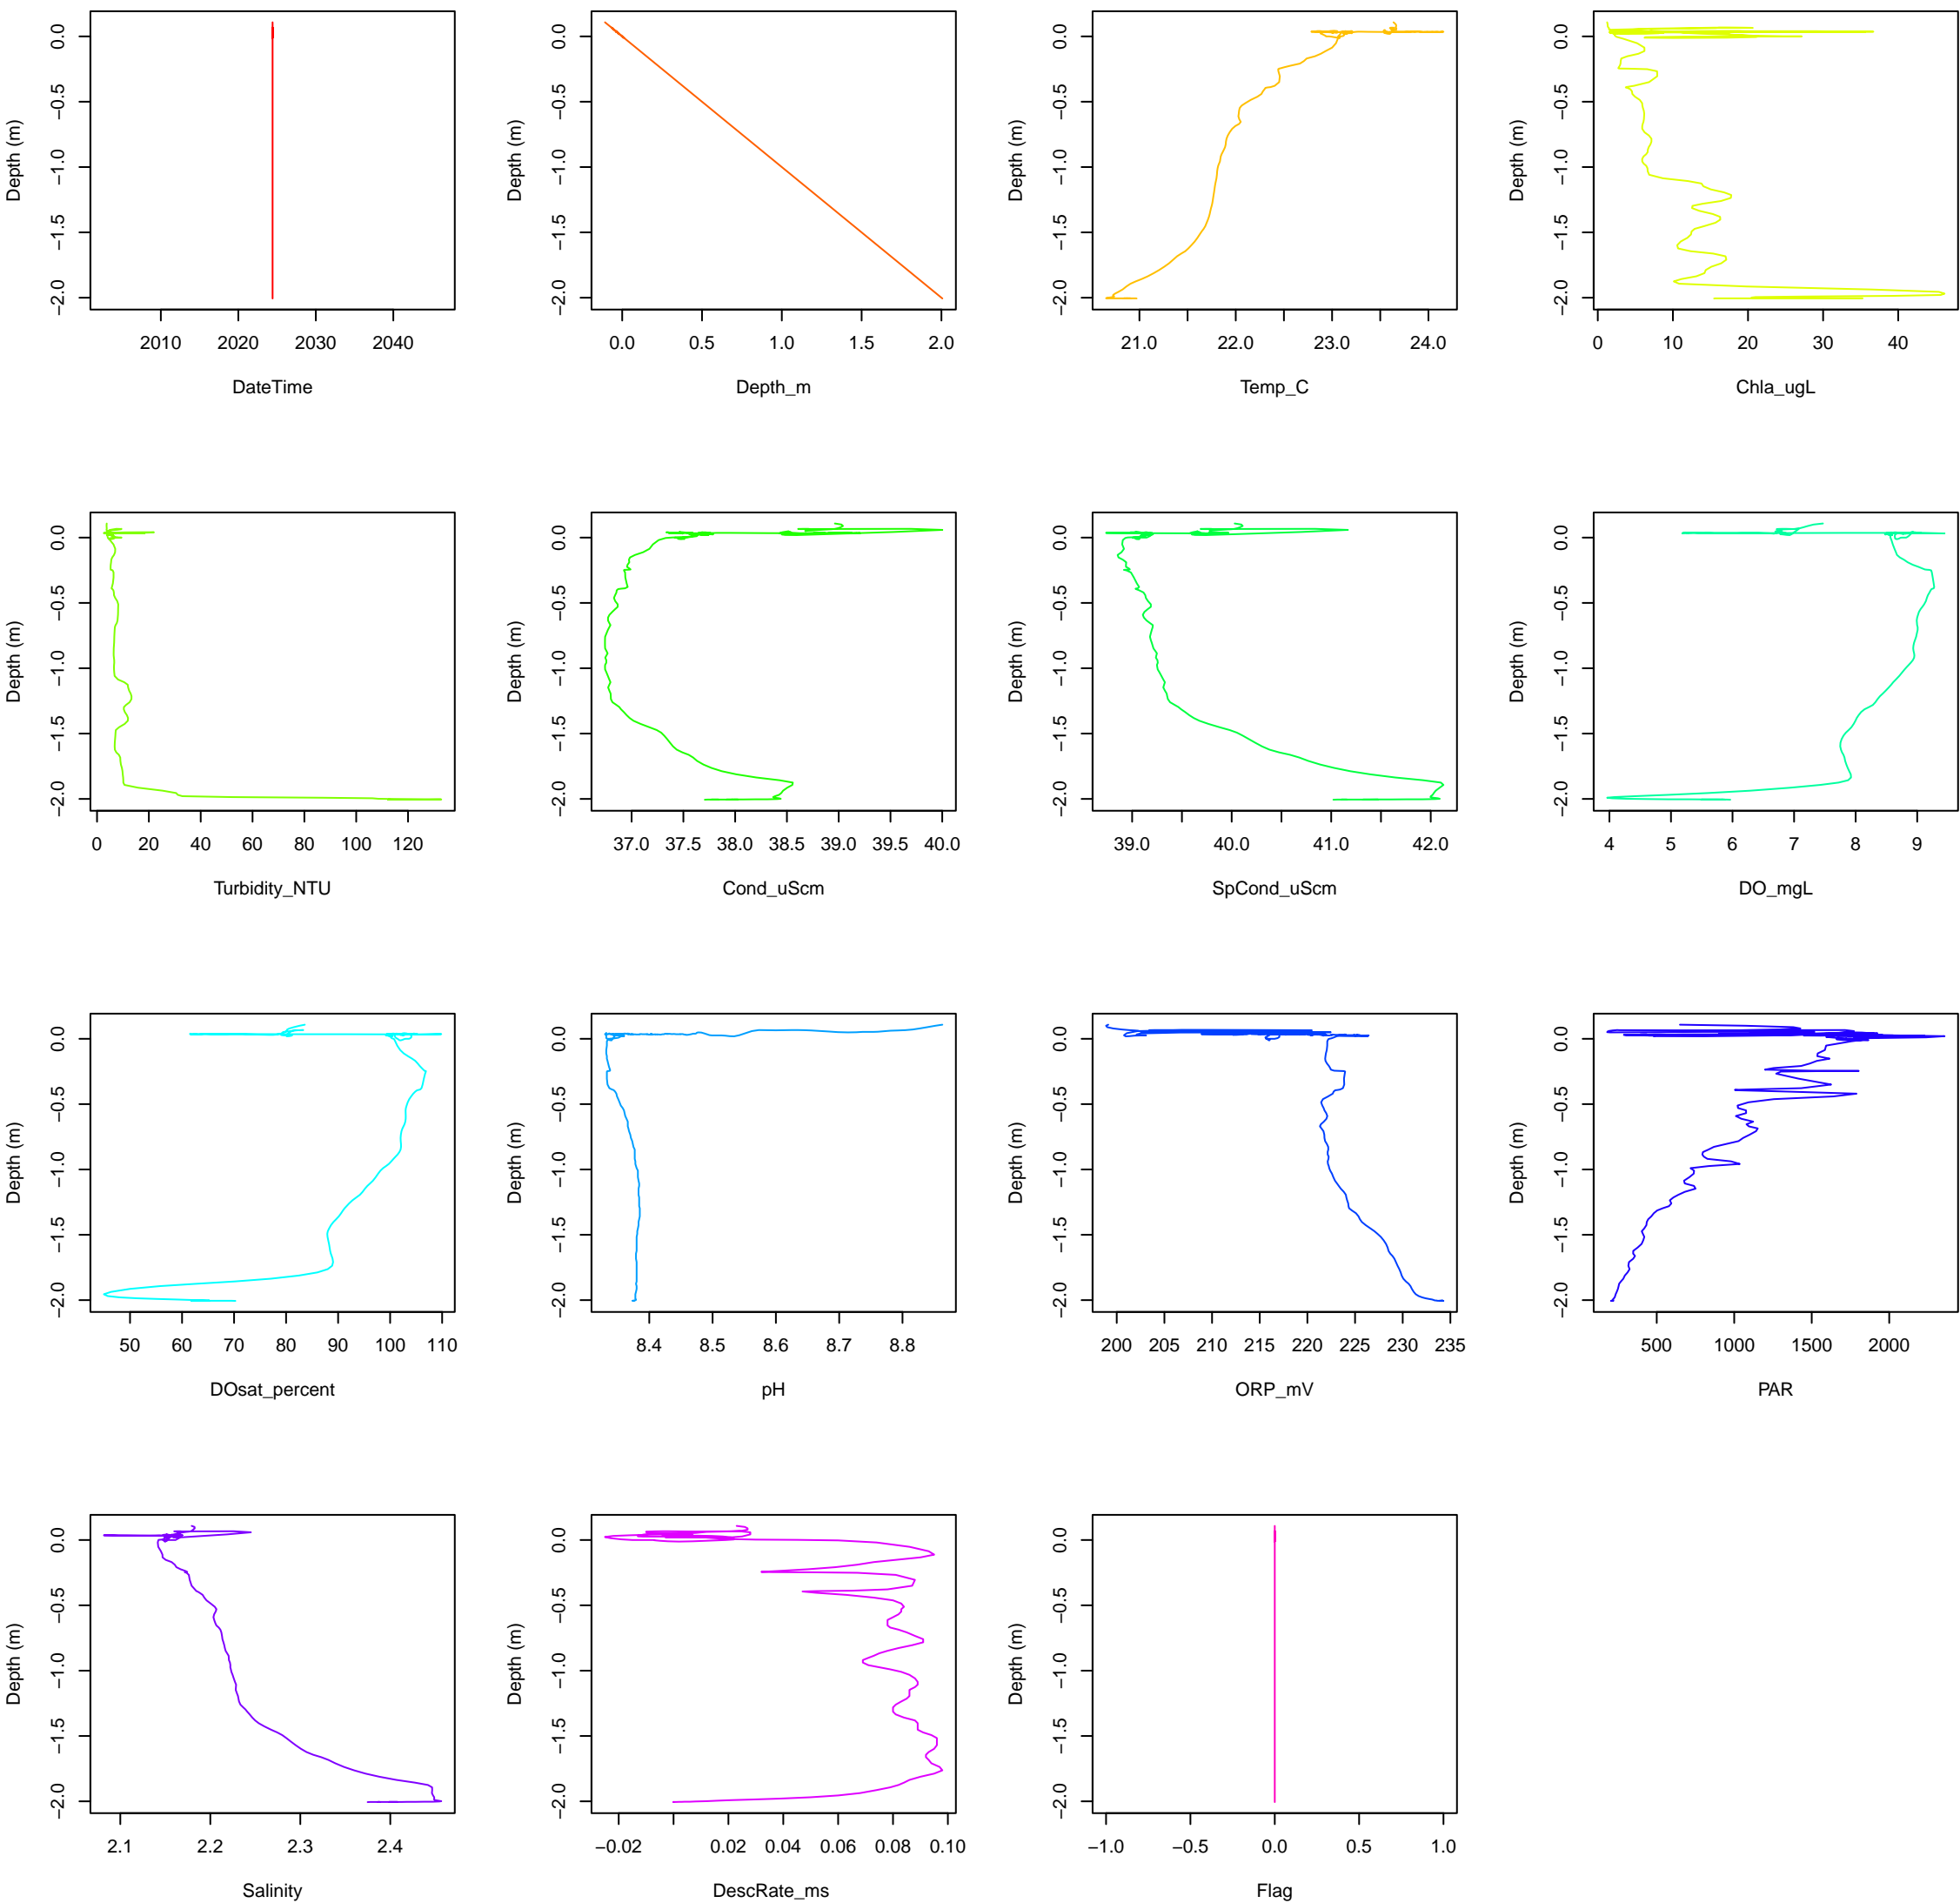 Depth (m)
0.0
−0.5
−1.0
−1.5
−2.0
2010 2020 2030 2040
DateTime
Depth (m)
0.0
−0.5
−1.0
−1.5
−2.0
0.0 0.5 1.0 1.5 2.0
Depth_m
Depth (m)
0.0
−0.5
−1.0
−1.5
−2.0
21.0 22.0 23.0 24.0
Temp_C
Depth (m)
0.0
−0.5
−1.0
−1.5
−2.0
0 10 20 30 40
Chla_ugL
Depth (m)
0.0
−0.5
−1.0
−1.5
−2.0
0 20 40 60 80 100 120
Turbidity_NTU
Depth (m)
0.0
−0.5
−1.0
−1.5
−2.0
37.0 37.5 38.0 38.5 39.0 39.5 40.0
Cond_uScm
Depth (m)
0.0
−0.5
−1.0
−1.5
−2.0
39.0 40.0 41.0 42.0
SpCond_uScm
Depth (m)
0.0
−0.5
−1.0
−1.5
−2.0
4 5 6 7 8 9
DO_mgL
Depth (m)
0.0
−0.5
−1.0
−1.5
−2.0
50 60 70 80 90 100 110
DOsat_percent
Depth (m)
0.0
−0.5
−1.0
−1.5
−2.0
8.4 8.5 8.6 8.7 8.8
pH
Depth (m)
0.0
−0.5
−1.0
−1.5
−2.0
200 205 210 215 220 225 230 235
ORP_mV
Depth (m)
0.0
−0.5
−1.0
−1.5
−2.0
500 1000 1500 2000
PAR
Depth (m)
0.0
−0.5
−1.0
−1.5
−2.0
2.1 2.2 2.3 2.4
Salinity
Depth (m)
0.0
−0.5
−1.0
−1.5
−2.0
−0.02 0.02 0.04 0.06 0.08 0.10
DescRate_ms
Depth (m)
0.0
−0.5
−1.0
−1.5
−2.0
−1.0 −0.5 0.0 0.5 1.0
Flag